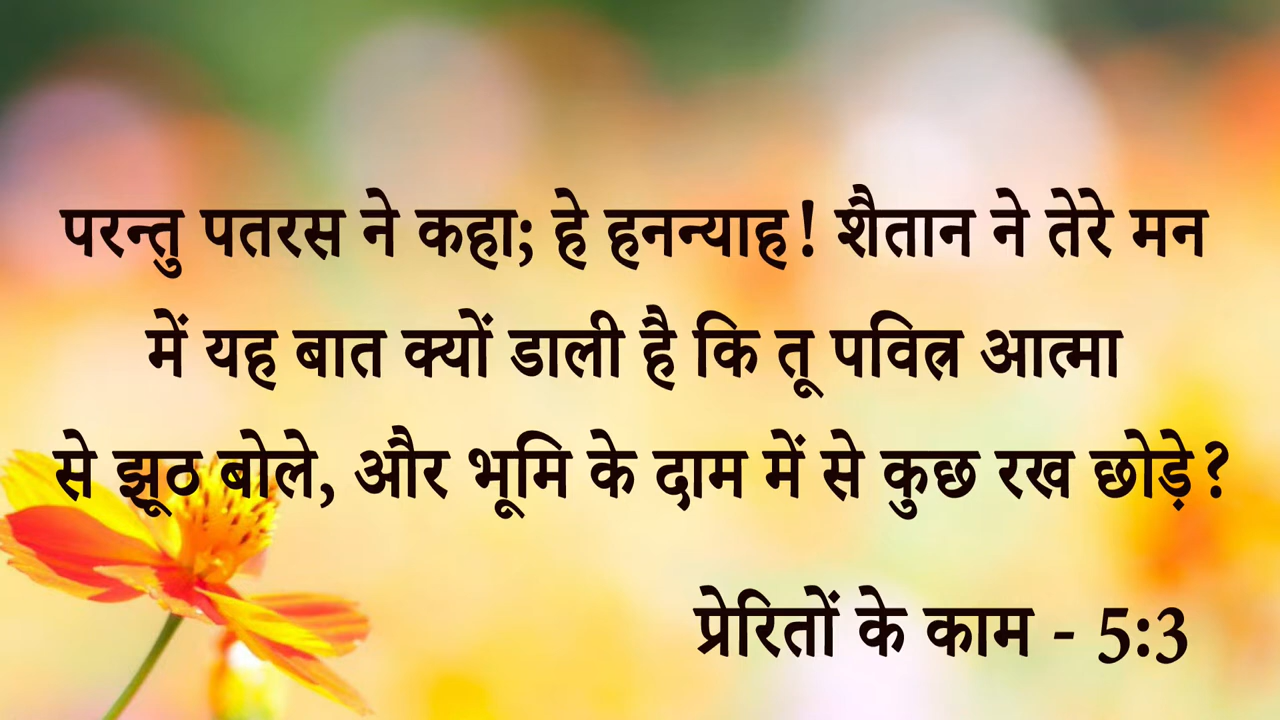 परन्तु पतरस ने कहा; हे हनन्याह! शैतान ने तेरे मन
में यह बात क्यों डाली है कि तू पवित्र आत्मा
से झूठ बोले, और भूमि के दाम में से कुछ रख छोड़े?
प्रेरितों के काम - 5:3